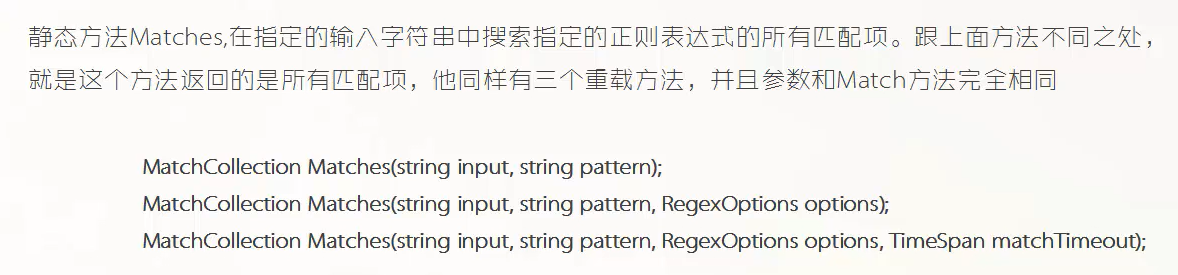 静态方法Matches,在指定的输入字符串中搜索指定的正则表达式的所有匹配项。跟上面方法不同之处，
就是这个方法返回的是所有匹配项，他同样有三个重载方法，并且参数和Match方法完全相同
MatchCollection Matches(string input, string pattern);
MatchCollection Matches(string input, string pattern, RegexOptions options);
MatchCollection Matches(string input, string pattern, RegexOptions options, TimeSpan matchTimeout);